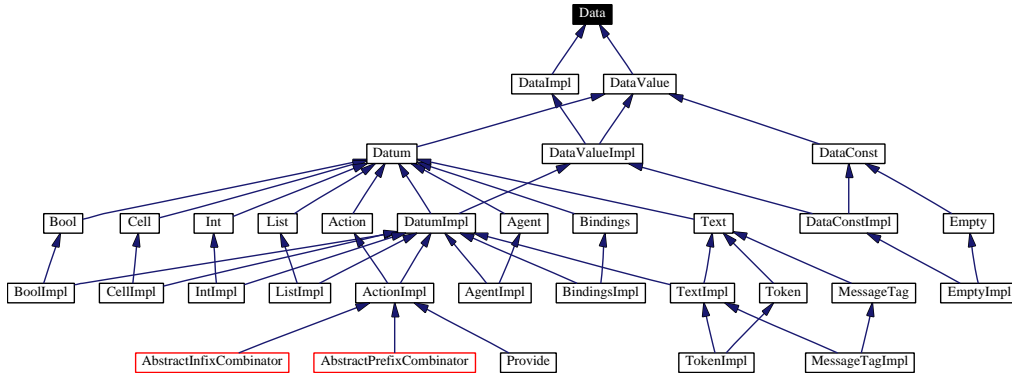 Data
DataImpl DataValue
Datum DataValueImpl DataConst
Bool Cell Int List Action DatumImpl Agent Bindings Text DataConstImpl Empty
BoolImpl CellImpl IntImpl ListImpl ActionImpl AgentImpl BindingsImpl TextImpl Token MessageTag EmptyImpl
AbstractInfixCombinator AbstractPrefixCombinator Provide TokenImpl MessageTagImpl